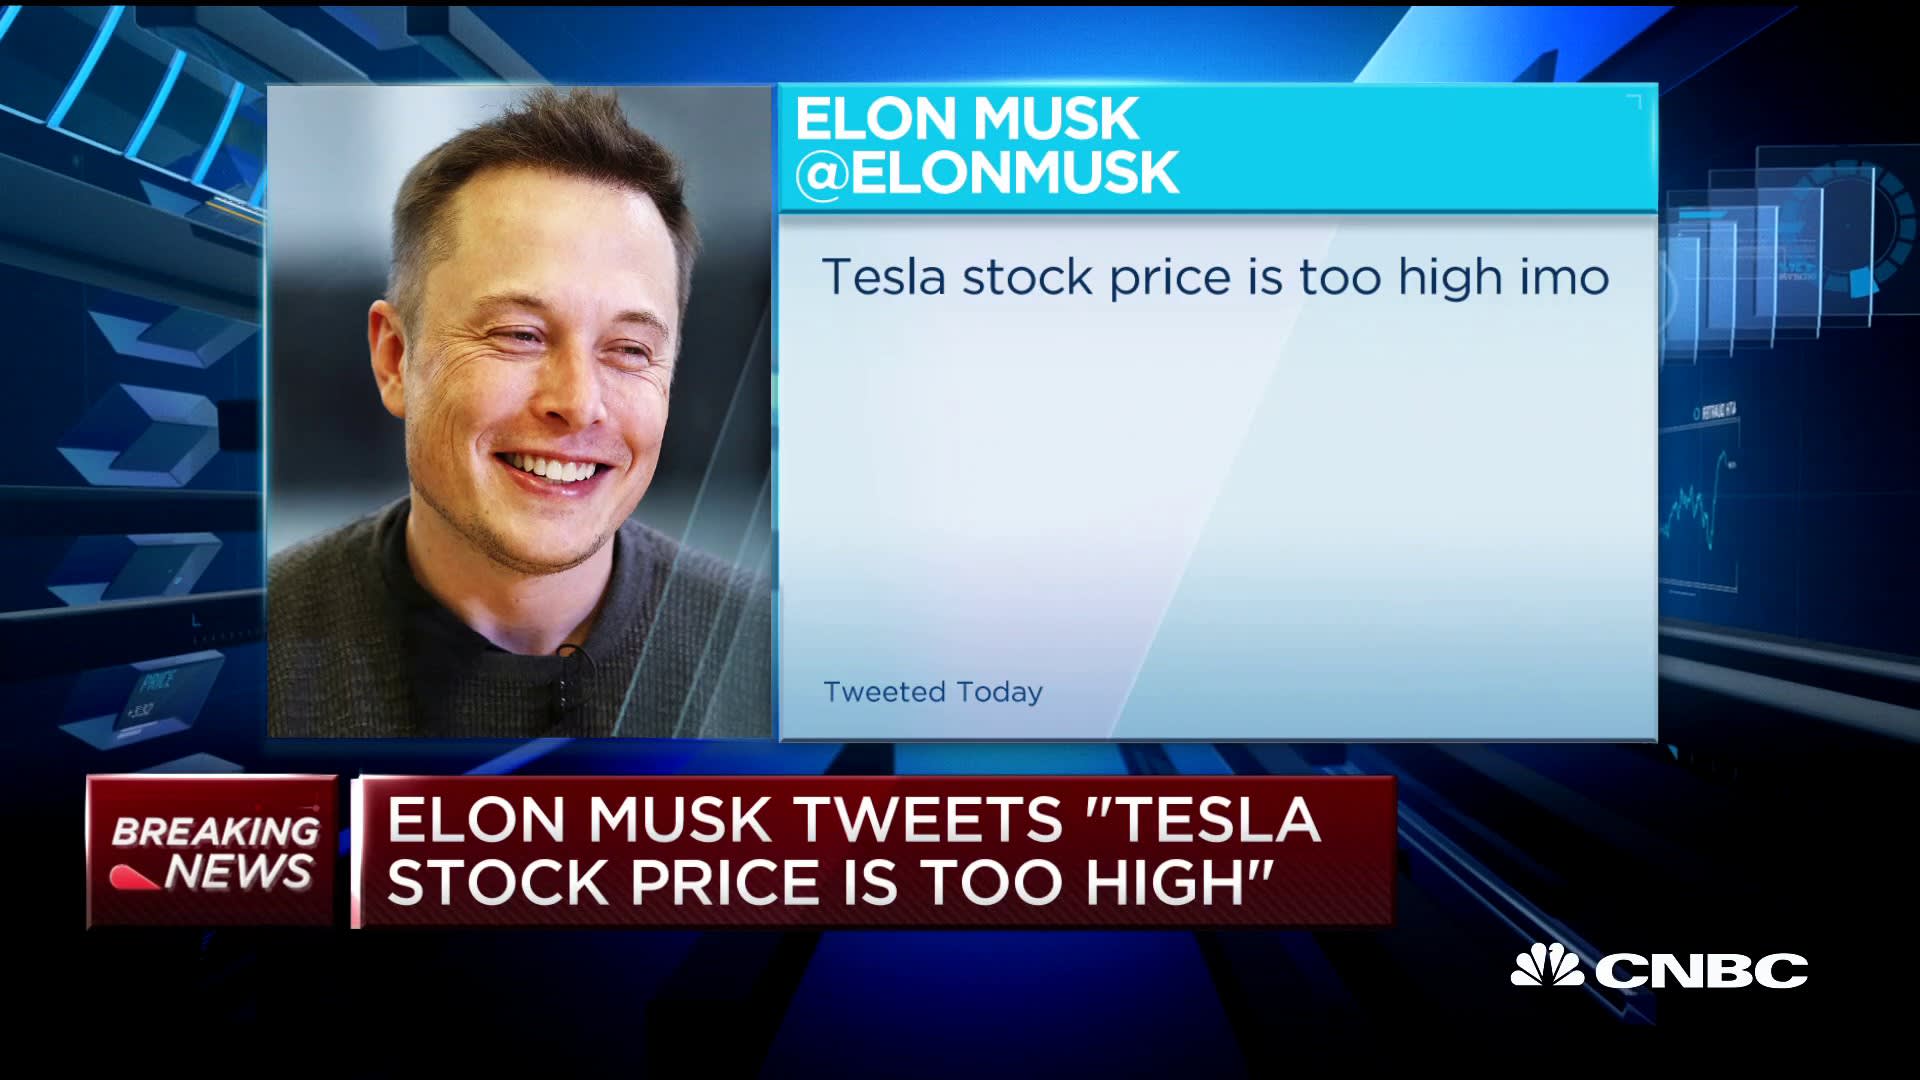 ELON MUSK
@ELONMUSK
Tesla stock price is too high imo
Tweeted Today
PRICE
BREAKING
NEWS
ELON MUSK TWEETS "TESLA
STOCK PRICE IS TOO HIGH"
CNBC